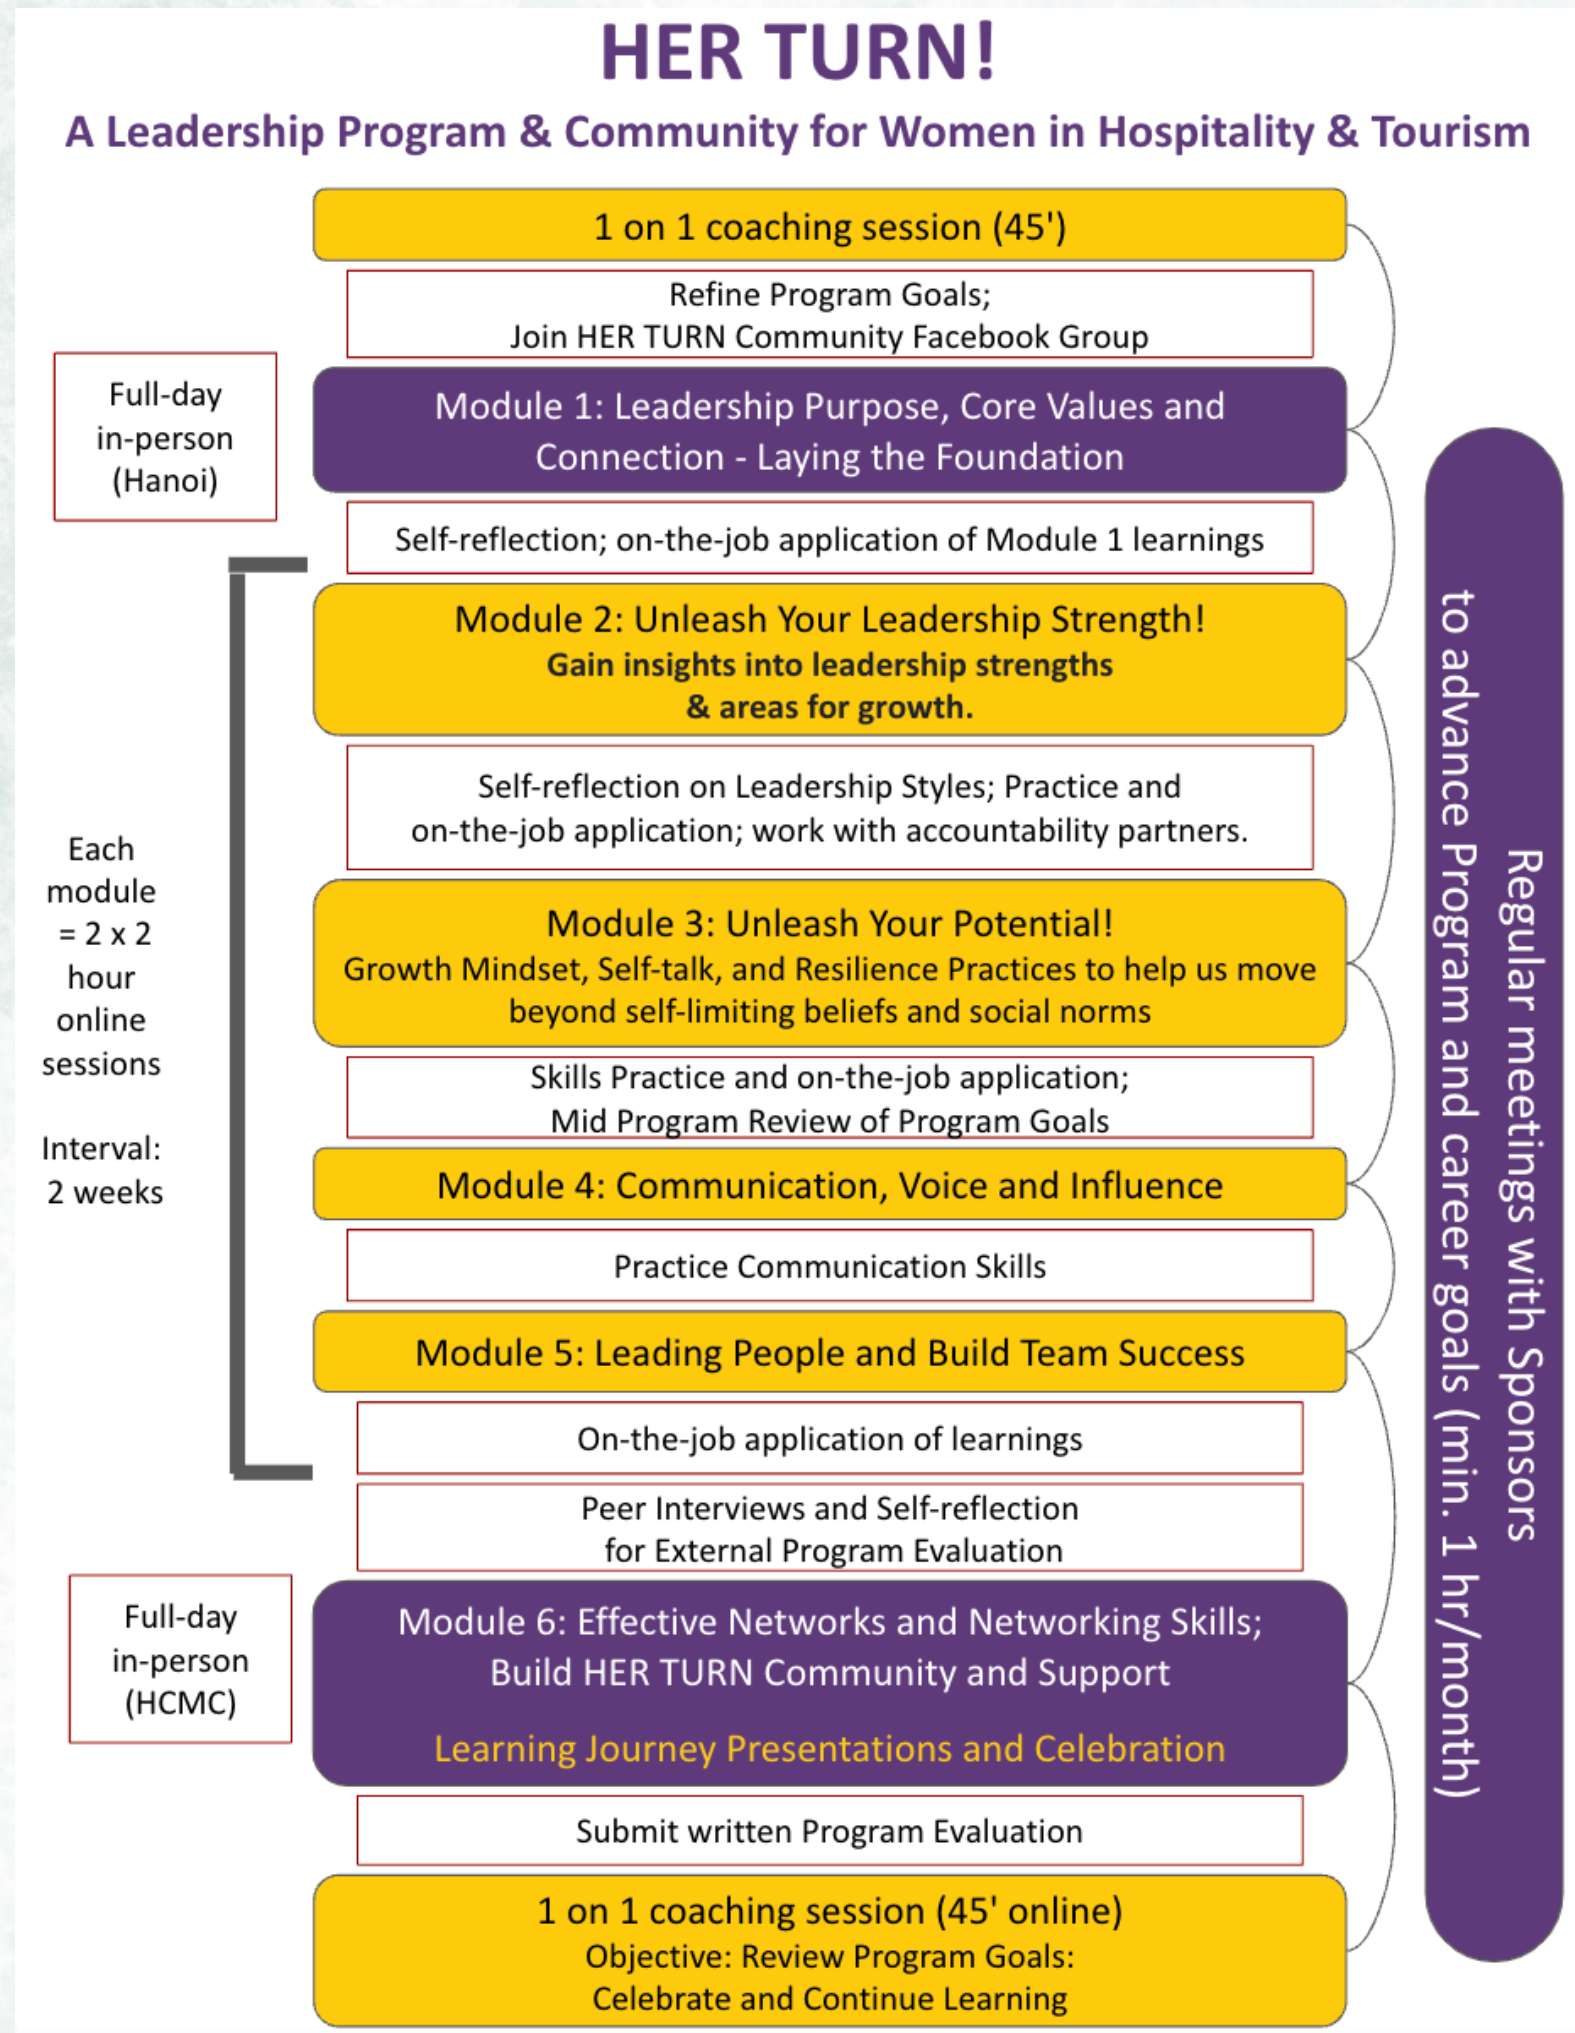 HER TURN!
A Leadership Program & Community for Women in Hospitality & Tourism
1 on 1 coaching session (45')
Refine Program Goals;
Join HER TURN Community Facebook Group
Full-day
in-person
(Hanoi)
Module 1: Leadership Purpose, Core Values and
Connection - Laying the Foundation
Self-reflection; on-the-job application of Module 1 learnings
Each
module
= 2 x 2
hour
online
sessions
Interval:
2 weeks
Module 2: Unleash Your Leadership Strength!
Gain insights into leadership strengths
& areas for growth.
Self-reflection on Leadership Styles; Practice and
on-the-job application; work with accountability partners.
Module 3: Unleash Your Potential!
Growth Mindset, Self-talk, and Resilience Practices to help us move
beyond self-limiting beliefs and social norms
Skills Practice and on-the-job application;
Mid Program Review of Program Goals
Module 4: Communication, Voice and Influence
Practice Communication Skills
Module 5: Leading People and Build Team Success
On-the-job application of learnings
Peer Interviews and Self-reflection
for External Program Evaluation
Full-day
in-person
(HCMC)
Module 6: Effective Networks and Networking Skills;
Build HER TURN Community and Support
Learning Journey Presentations and Celebration
Submit written Program Evaluation
1 on 1 coaching session (45' online)
Objective: Review Program Goals:
Celebrate and Continue Learning
Regular meetings with Sponsors
to advance Program and career goals (min. 1 hr/month)